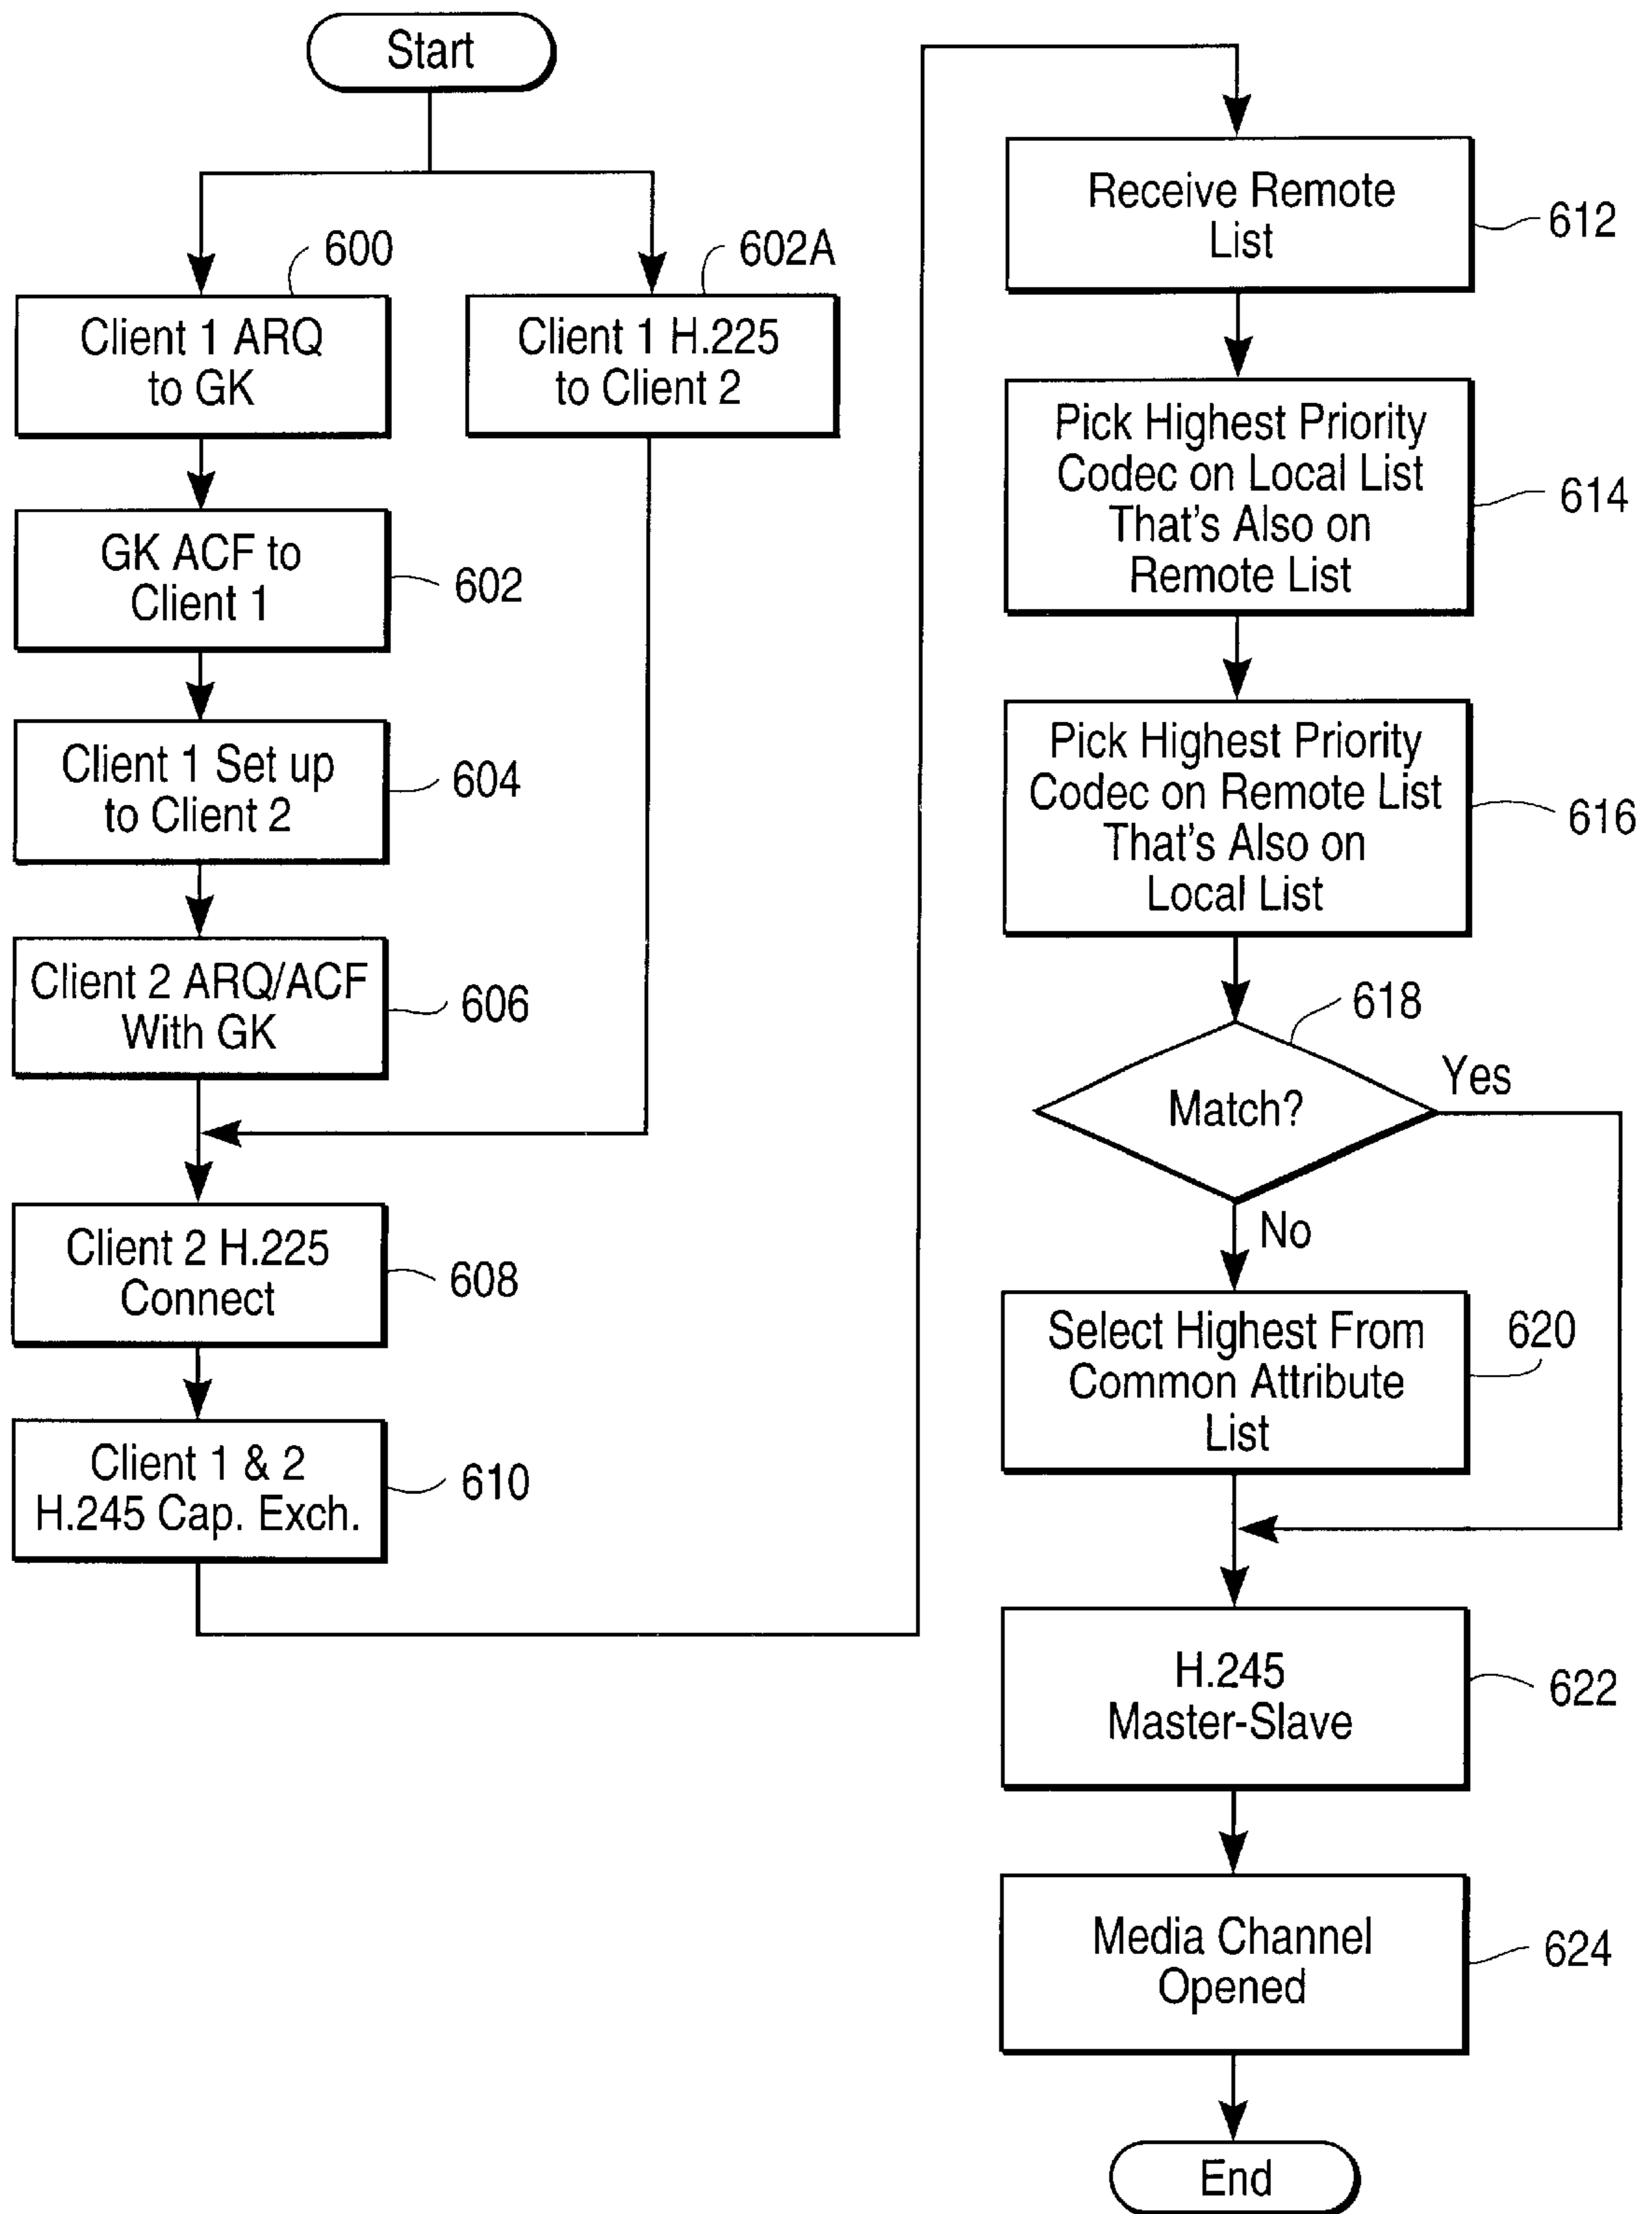 Start
600
Client 1 ARQ
to GK
602A
Client 1 H.225
to Client 2
GK ACF to
Client 1
602
Client 1 Set up
to Client 2
604
Client 2 ARQ/ACF
With GK
606
Client 2 H.225
Connect
608
Client 1 & 2
H.245 Cap. Exch.
610
Receive Remote
List
612
Pick Highest Priority
Codec on Local List
That's Also on
Remote List
614
Pick Highest Priority
Codec on Remote List
That's Also on
Local List
616
618
Match?
Yes
No
Select Highest From
Common Attribute
List
620
H.245
Master-Slave
622
Media Channel
Opened
624
End